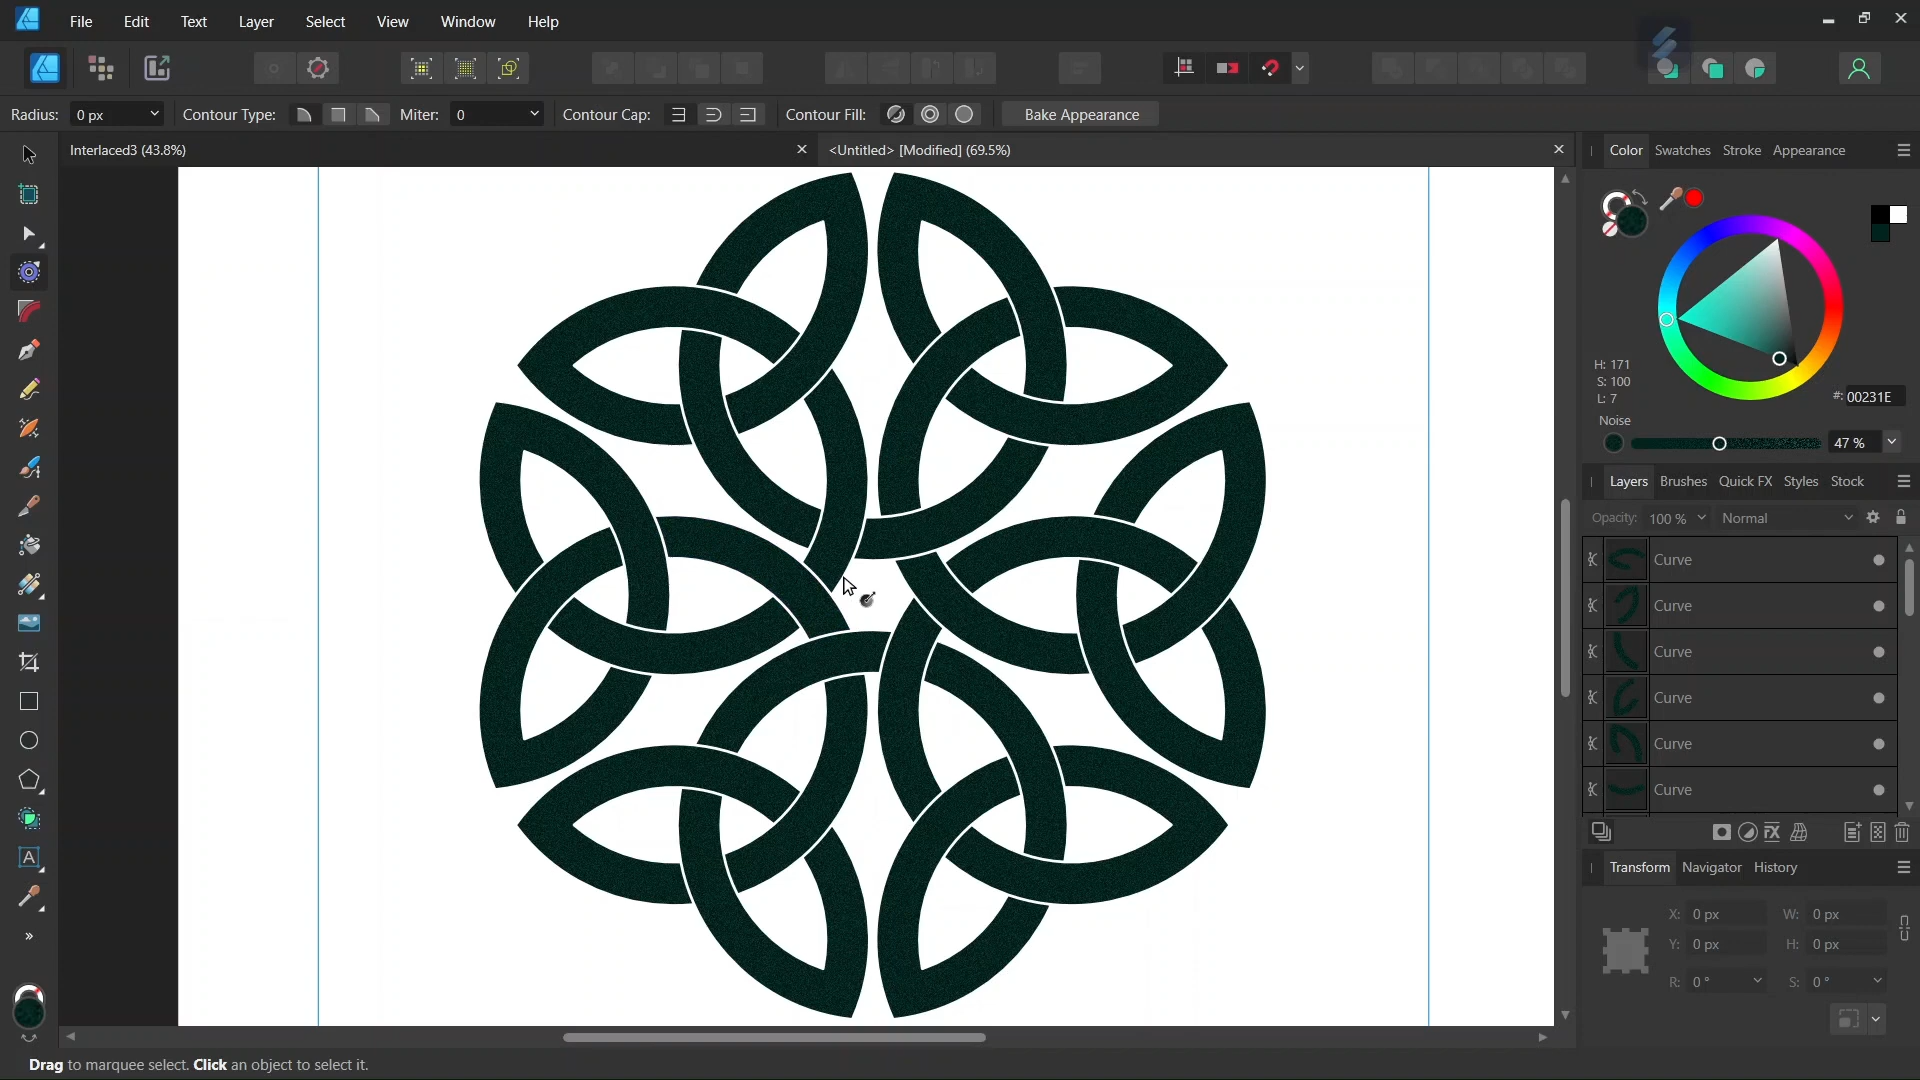 File Edit Text Layer Select View Window Help
Radius: 0 px Contour Type: Miter: 0 Contour Cap: Contour Fill: Bake Appearance
Interlaced3 (43.8%) <Untitled> [Modified] (69.5%)
Color Swatches Stroke Appearance
H: 171
S: 100
L: 7
#: 00231E
Noise
47 %
Layers Brushes Quick FX Styles Stock
Opacity: 100 % Normal
Curve
Curve
Curve
Curve
Curve
Curve
Transform Navigator History
X: 0 px W: 0 px
Y: 0 px H: 0 px
R: 0 ° S: 0 °
Drag to marquee select. Click an object to select it.